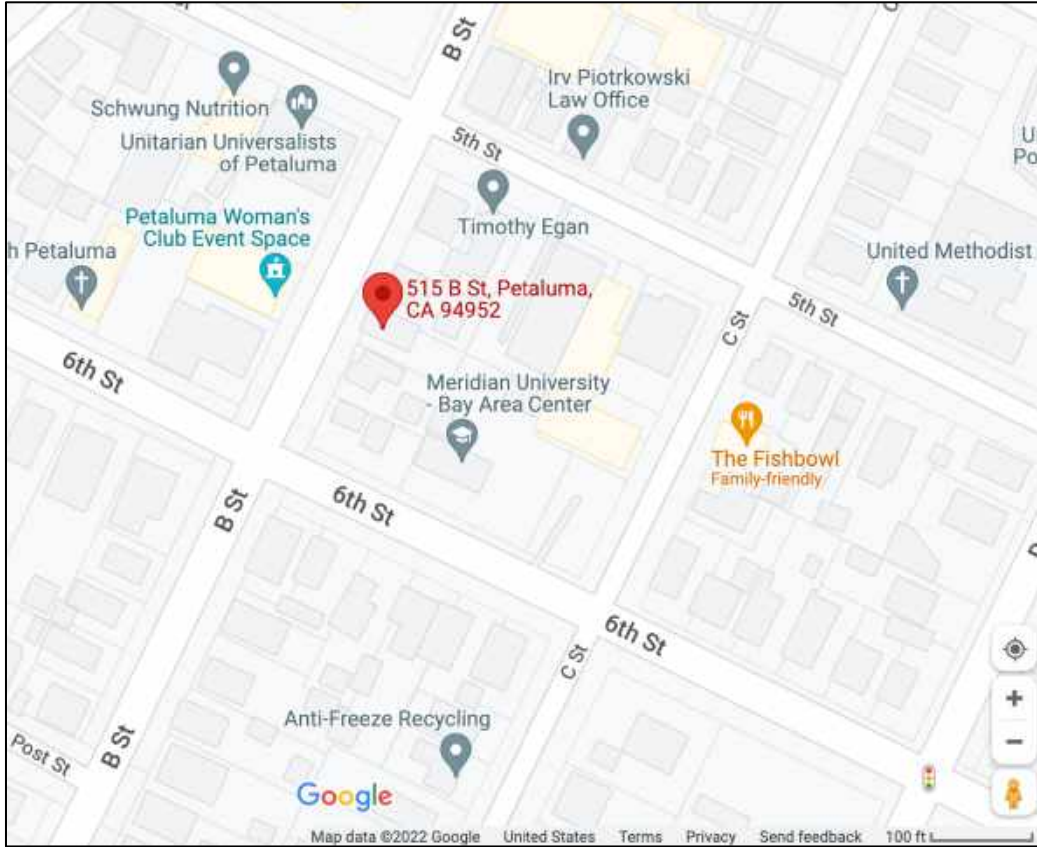 B St
Irv Piotrkowski
Law Office
Schwung Nutrition
Unitarian Universalists
of Petaluma
5th St
Petaluma Woman's
Club Event Space
Timothy Egan
h Petaluma
United Methodist
515 B St, Petaluma,
CA 94952
5th St
C St
6th St
Meridian University
- Bay Area Center
The Fishbowl
Family-friendly
6th St
B St
6th St
C St
Anti-Freeze Recycling
Post St
B St
Google
Map data ©2022 Google United States Terms Privacy Send feedback 100 ft